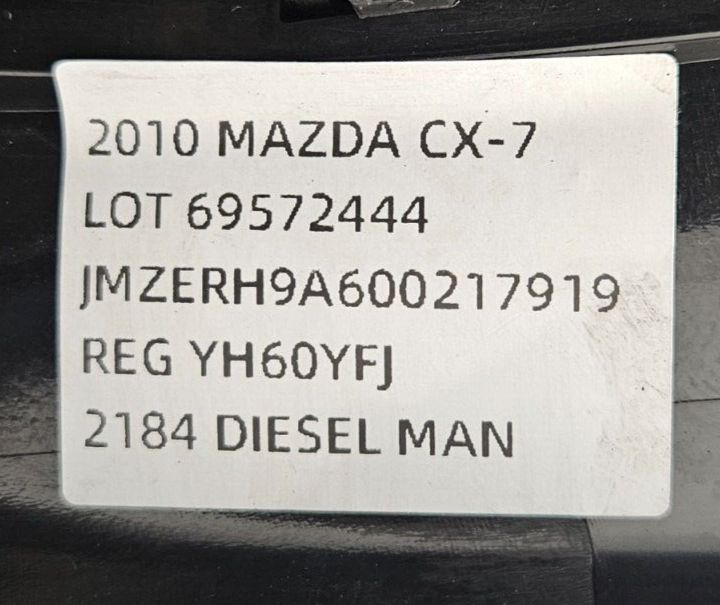 2010 MAZDA CX-7
LOT 69572444
JMZERH9A600217919
REG YH60YFJ
2184 DIESEL MAN